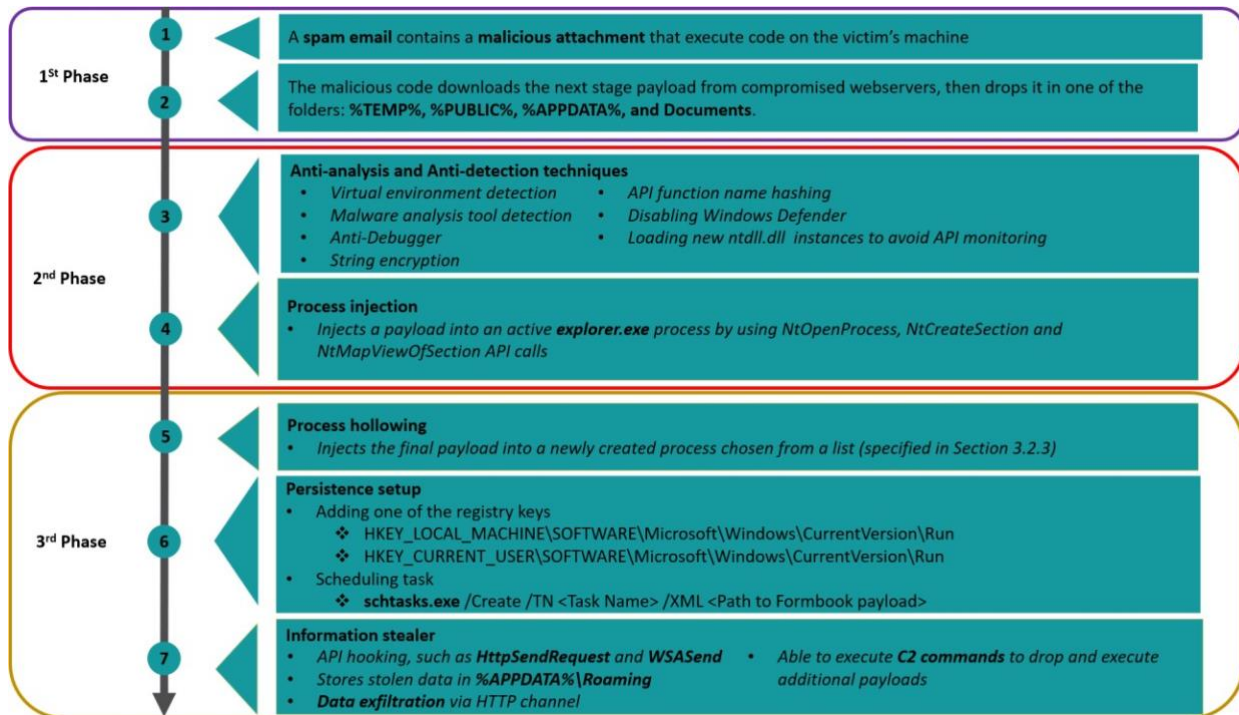 1St Phase
1
A spam email contains a malicious attachment that execute code on the victim's machine
2
The malicious code downloads the next stage payload from compromised webservers, then drops it in one of the
folders: %TEMP%, %PUBLIC%, %APPDATA%, and Documents.
2nd Phase
3
Anti-analysis and Anti-detection techniques
• Virtual environment detection
• Malware analysis tool detection
• Anti-Debugger
• String encryption
• API function name hashing
• Disabling Windows Defender
• Loading new ntdll.dll instances to avoid API monitoring
4
Process injection
• Injects a payload into an active explorer.exe process by using NtOpenProcess, NtCreateSection and
NtMapViewOfSection API calls
3rd Phase
5
Process hollowing
• Injects the final payload into a newly created process chosen from a list (specified in Section 3.2.3)
6
Persistence setup
• Adding one of the registry keys
❖ HKEY_LOCAL_MACHINE\SOFTWARE\Microsoft\Windows\CurrentVersion\Run
❖ HKEY_CURRENT_USER\SOFTWARE\Microsoft\Windows\CurrentVersion\Run
• Scheduling task
❖ schtasks.exe /Create /TN <Task Name> /XML <Path to Formbook payload>
7
Information stealer
• API hooking, such as HttpSendRequest and WSASend
• Stores stolen data in %APPDATA%\Roaming
• Data exfiltration via HTTP channel
• Able to execute C2 commands to drop and execute
additional payloads